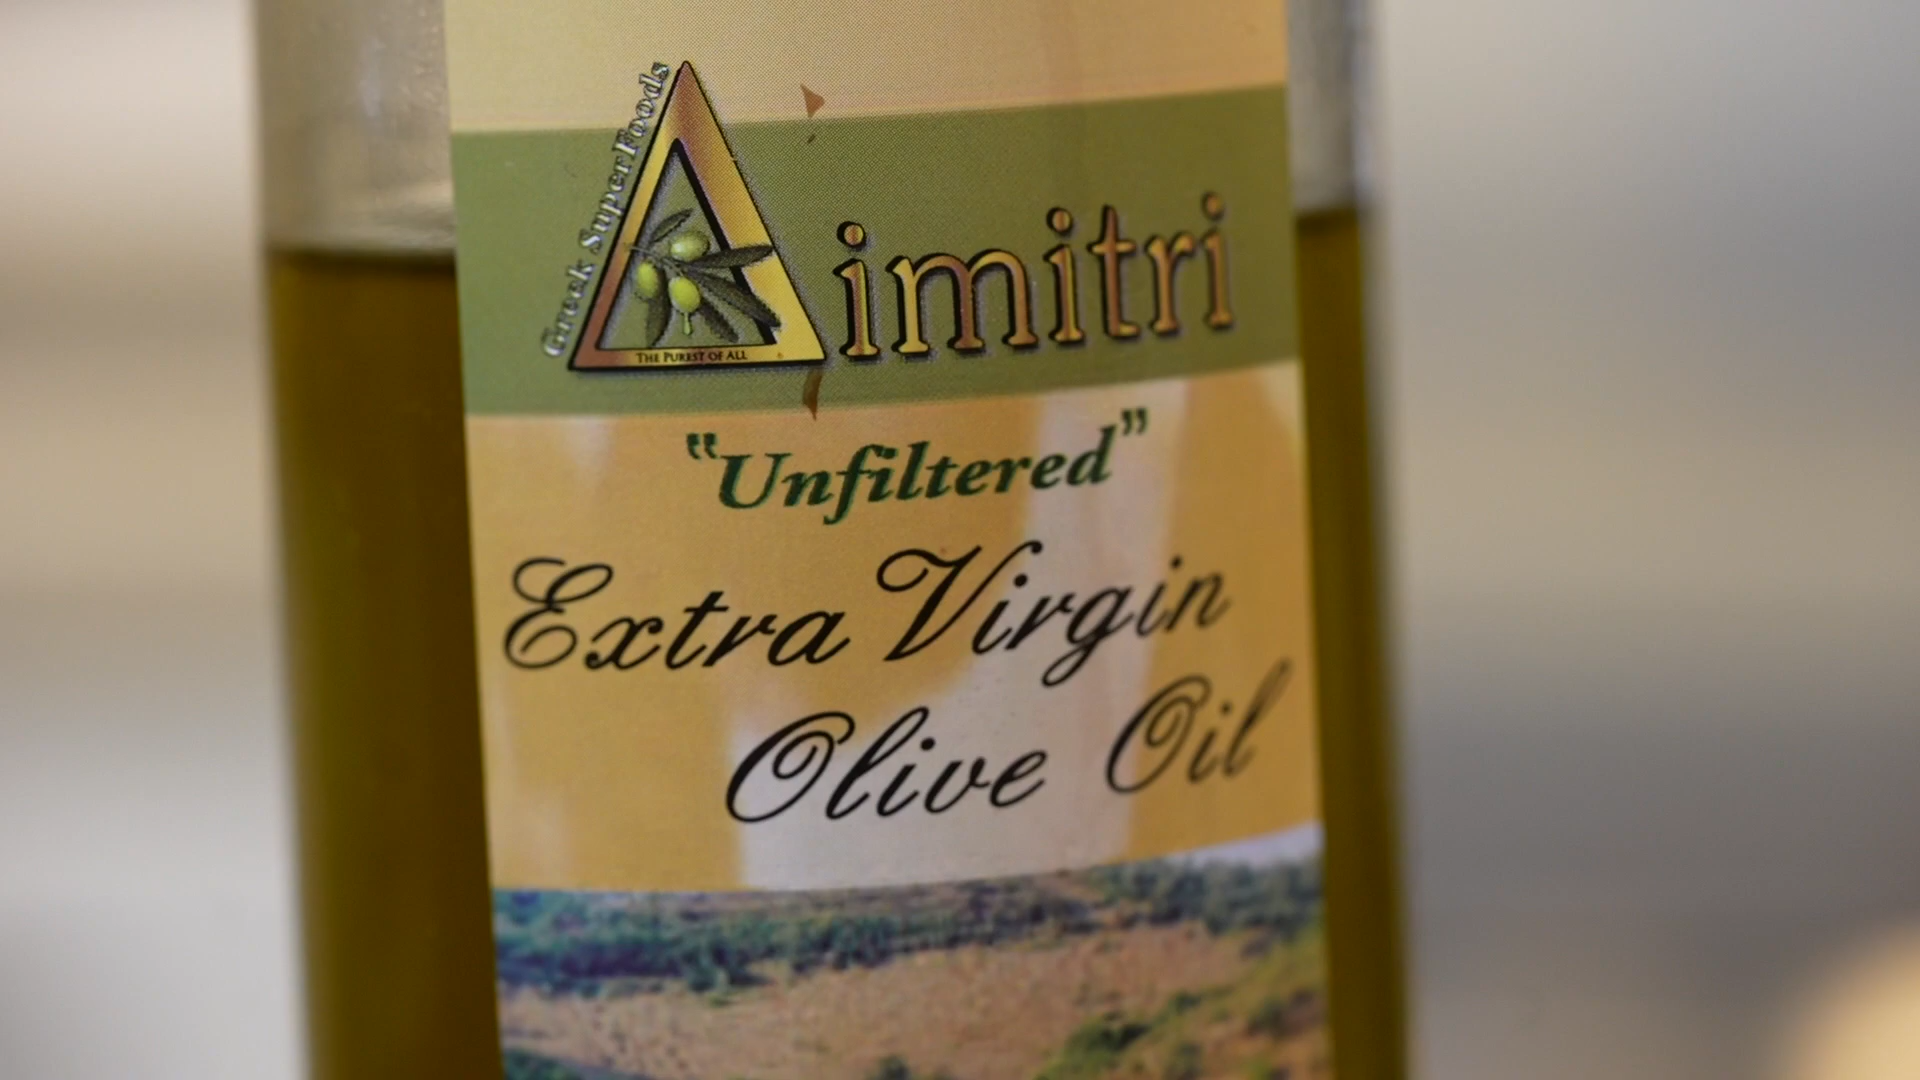 Greek SuperFoods
Δimitri
THE PUREST OF ALL
"Unfiltered"
Extra Virgin
Olive Oil